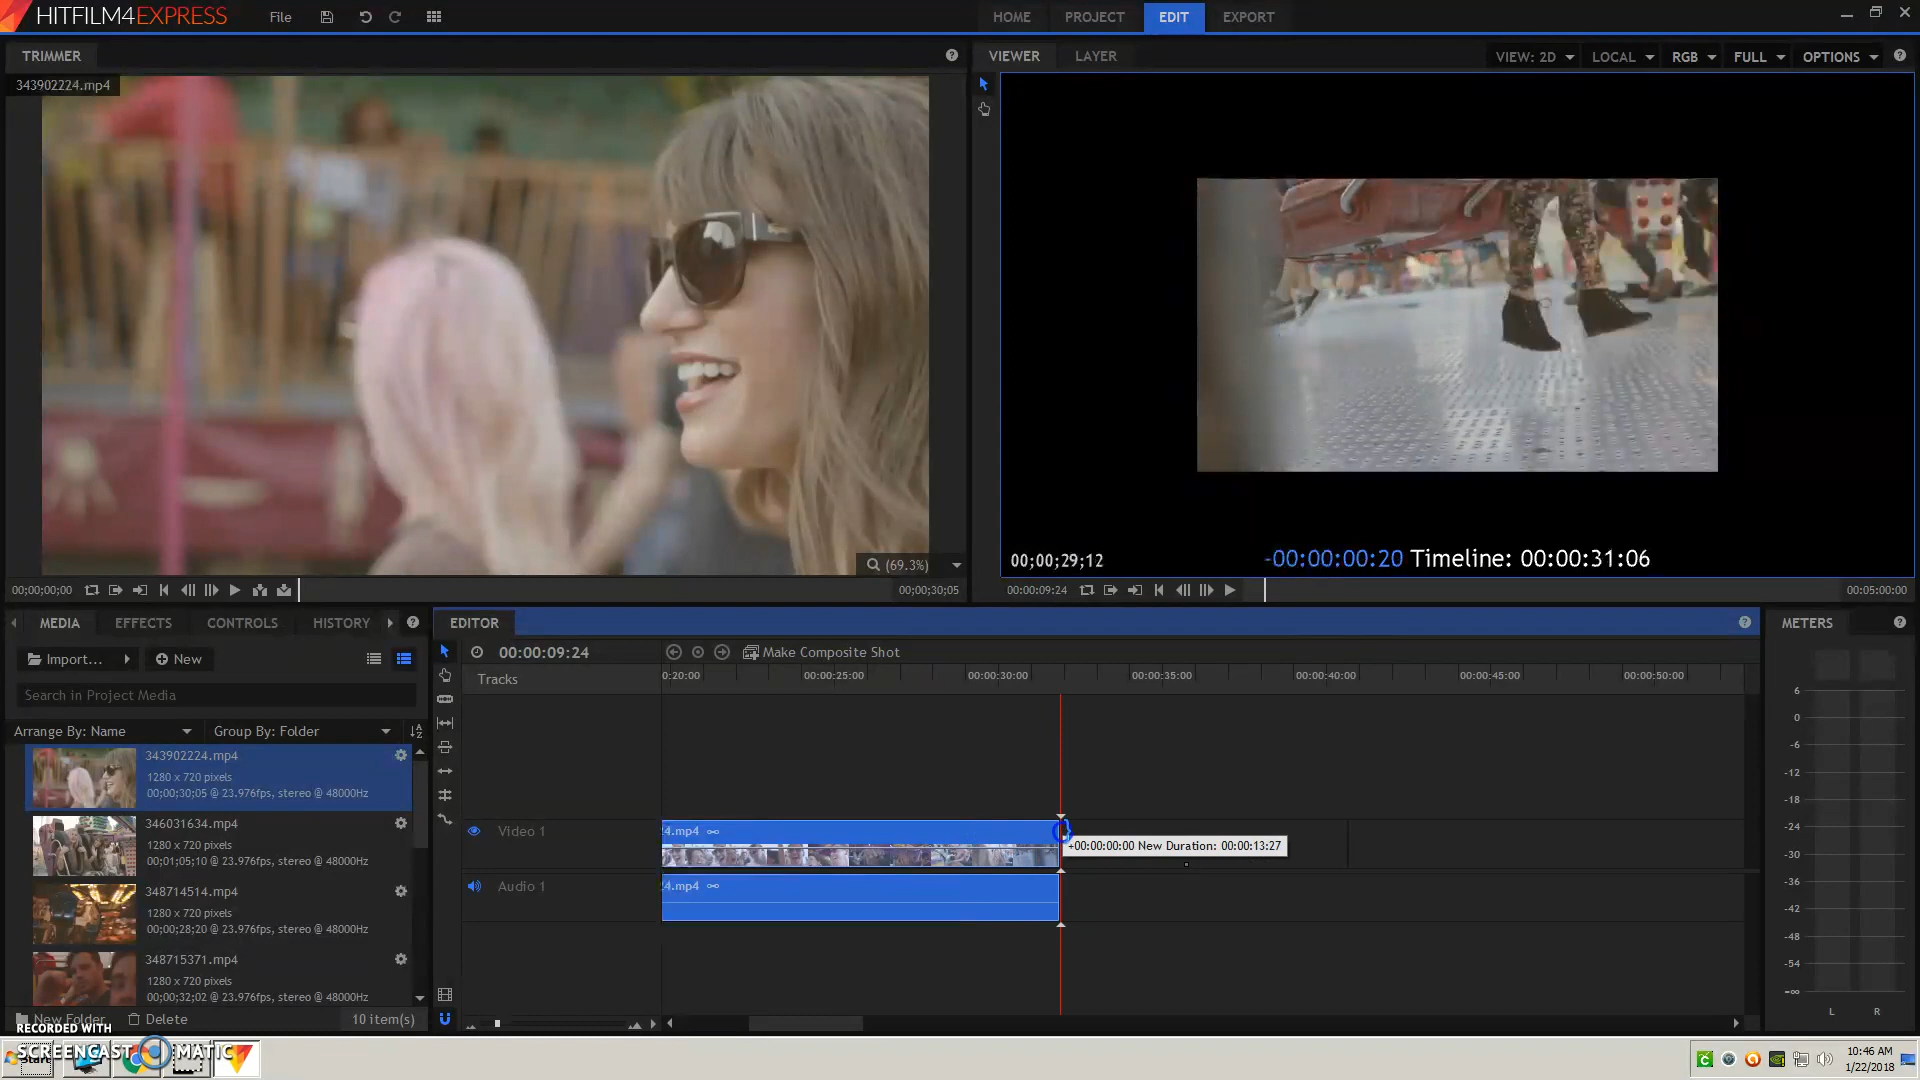 HITFILM4EXPRESS
File
HOME
PROJECT
EDIT
EXPORT
TRIMMER
343902224.mp4
(69.3%)
00;00;00;00
00;00;30;05
VIEWER
LAYER
VIEW: 2D
LOCAL
RGB
FULL
OPTIONS
00;00;29;12
-00:00:00:20 Timeline: 00:00:31:06
00:00:09:24
00:05:00:00
MEDIA
EFFECTS
CONTROLS
HISTORY
Import...
New
Search in Project Media
Arrange By: Name
Group By: Folder
343902224.mp4
1280 x 720 pixels
00;00;30;05 @ 23.976fps, stereo @ 48000Hz
346031634.mp4
1280 x 720 pixels
00;01;05;10 @ 23.976fps, stereo @ 48000Hz
348714514.mp4
1280 x 720 pixels
00;00;28;20 @ 23.976fps, stereo @ 48000Hz
348715371.mp4
1280 x 720 pixels
00;00;32;02 @ 23.976fps, stereo @ 48000Hz
New Folder
Delete
10 item(s)
EDITOR
00:00:09:24
Make Composite Shot
Tracks
0:20:00
00:00:25:00
00:00:30:00
00:00:35:00
00:00:40:00
00:00:45:00
00:00:50:00
Video 1
4.mp4
+00:00:00:00 New Duration: 00:00:13:27
Audio 1
4.mp4
METERS
6
0
-6
-12
-18
-24
-30
-36
-42
-48
-54
-∞
L
R
RECORDED WITH
SCREENCAST MATIC
Start
10:46 AM
1/22/2018